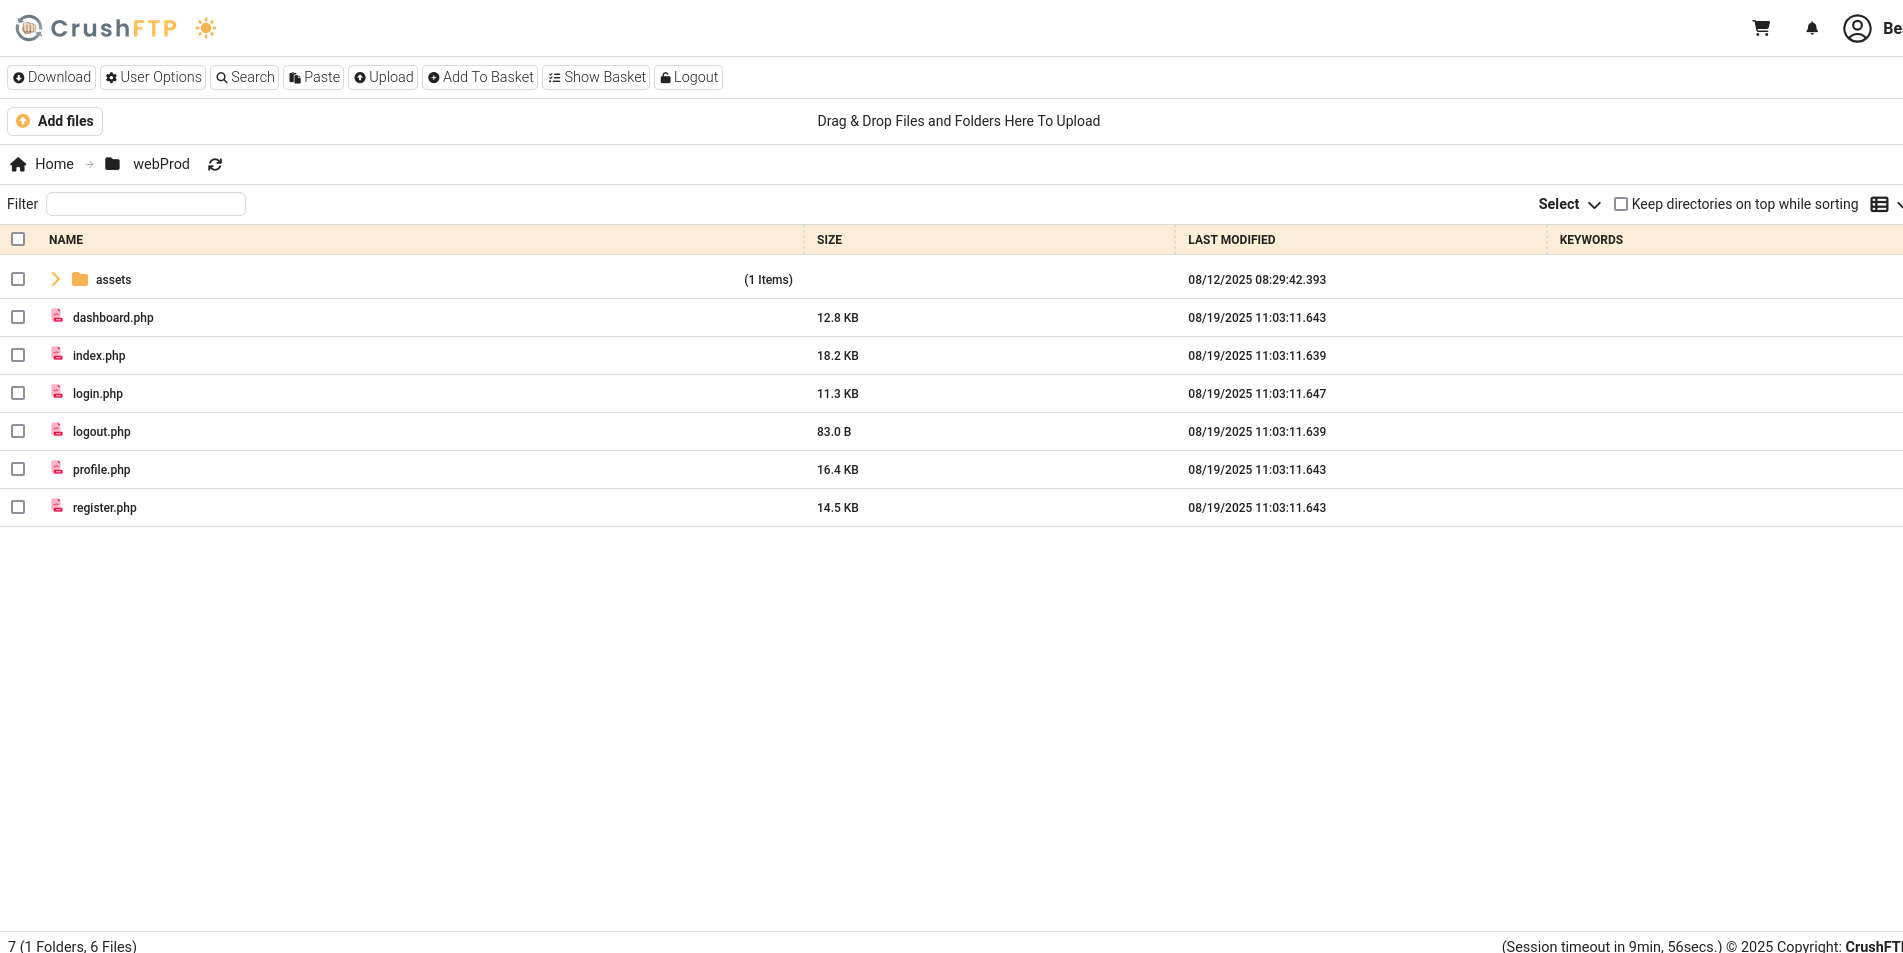 CrushFTP
Be
Download User Options Search Paste Upload Add To Basket Show Basket Logout
Add files Drag & Drop Files and Folders Here To Upload
Home webProd
Filter Select Keep directories on top while sorting
NAME SIZE LAST MODIFIED KEYWORDS
assets (1 Items) 08/12/2025 08:29:42.393
dashboard.php 12.8 KB 08/19/2025 11:03:11.643
index.php 18.2 KB 08/19/2025 11:03:11.639
login.php 11.3 KB 08/19/2025 11:03:11.647
logout.php 83.0 B 08/19/2025 11:03:11.639
profile.php 16.4 KB 08/19/2025 11:03:11.643
register.php 14.5 KB 08/19/2025 11:03:11.643
7 (1 Folders, 6 Files) (Session timeout in 9min, 56secs.) © 2025 Copyright: CrushFT